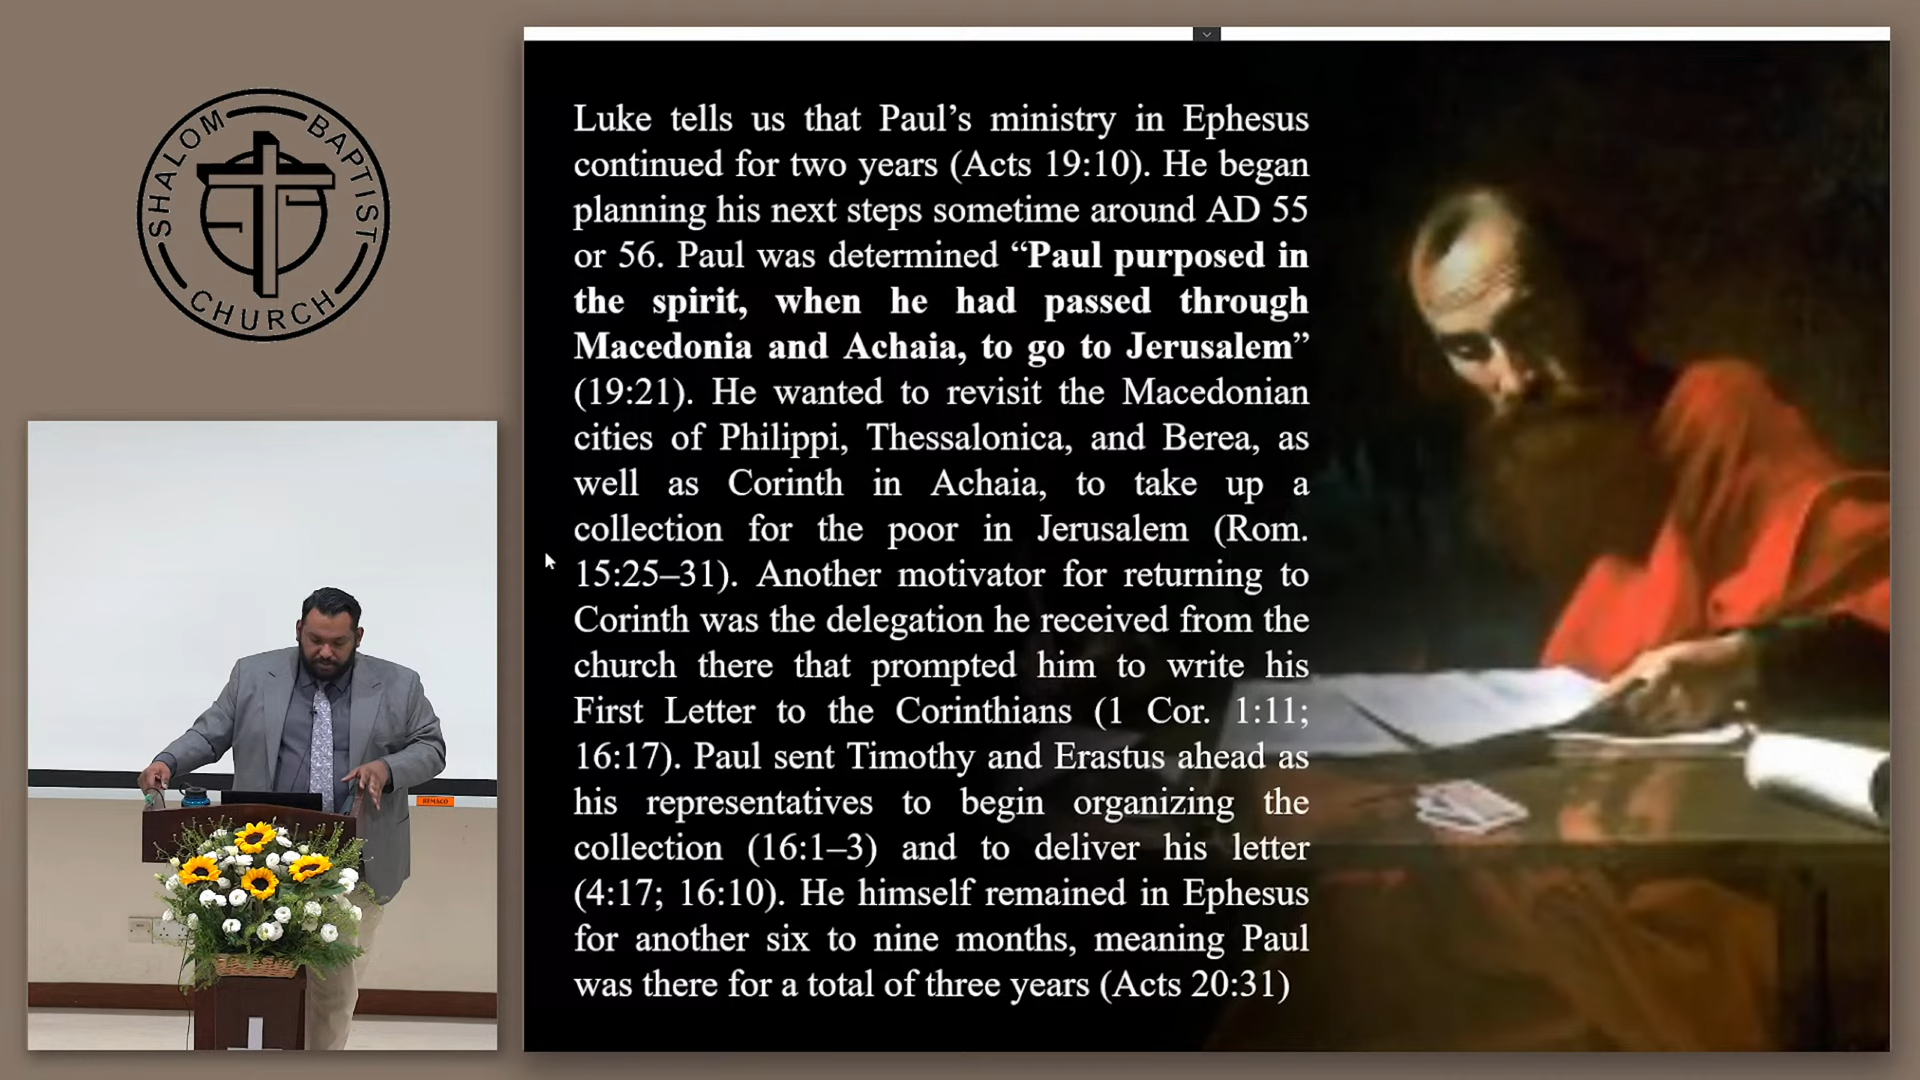 SHALOM BAPTIST
CHURCH
Luke tells us that Paul’s ministry in Ephesus
continued for two years (Acts 19:10). He began
planning his next steps sometime around AD 55
or 56. Paul was determined “Paul purposed in
the spirit, when he had passed through
Macedonia and Achaia, to go to Jerusalem”
(19:21). He wanted to revisit the Macedonian
cities of Philippi, Thessalonica, and Berea, as
well as Corinth in Achaia, to take up a
collection for the poor in Jerusalem (Rom.
15:25–31). Another motivator for returning to
Corinth was the delegation he received from the
church there that prompted him to write his
First Letter to the Corinthians (1 Cor. 1:11;
16:17). Paul sent Timothy and Erastus ahead as
his representatives to begin organizing the
collection (16:1–3) and to deliver his letter
(4:17; 16:10). He himself remained in Ephesus
for another six to nine months, meaning Paul
was there for a total of three years (Acts 20:31)